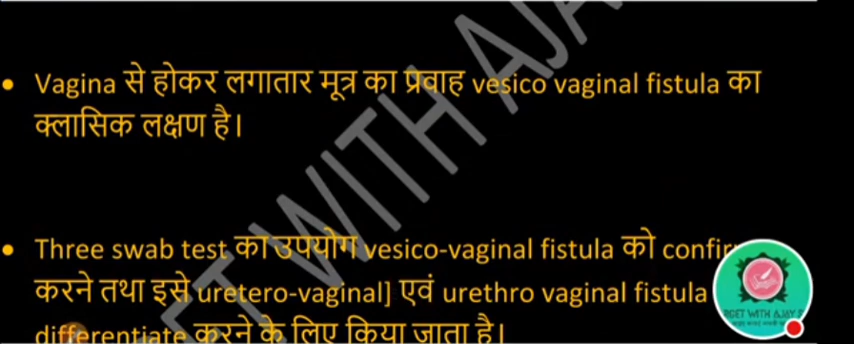 • Vagina से होकर लगातार मूत्र का प्रवाह vesico vaginal fistula का
क्लासिक लक्षण है।
• Three swab test का उपयोग vesico-vaginal fistula को
करने तथा इसे uretero-vaginal] एवं urethro vaginal fistula
differentiate करने के लिए किया जाता है।
WITH